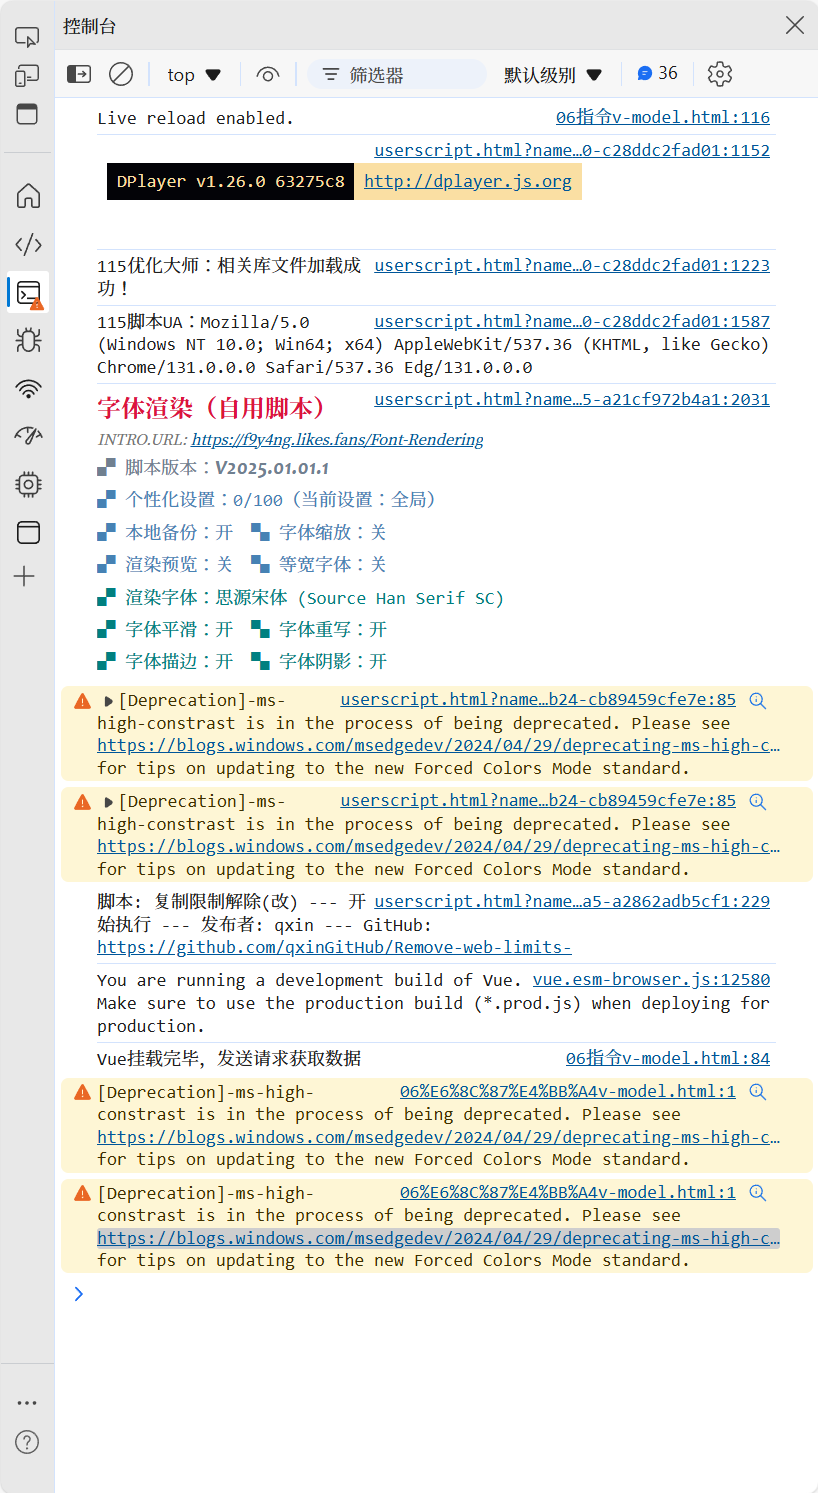 控制台
top
筛选器
默认级别
36
Live reload enabled.
06指令v-model.html:116
userscript.html?name…0-c28ddc2fad01:1152
DPlayer v1.26.0 63275c8
http://dplayer.js.org
115优化大师：相关库文件加载成
userscript.html?name…0-c28ddc2fad01:1223
功！
115脚本UA：Mozilla/5.0
userscript.html?name…0-c28ddc2fad01:1587
(Windows NT 10.0; Win64; x64) AppleWebKit/537.36 (KHTML, like Gecko)
Chrome/131.0.0.0 Safari/537.36 Edg/131.0.0.0
字体渲染（自用脚本）
userscript.html?name…5-a21cf972b4a1:2031
INTRO.URL: https://f9y4ng.likes.fans/Font-Rendering
脚本版本：V2025.01.01.1
个性化设置：0/100（当前设置：全局）
本地备份：开 字体缩放：关
渲染预览：关 等宽字体：关
渲染字体：思源宋体 (Source Han Serif SC)
字体平滑：开 字体重写：开
字体描边：开 字体阴影：开
[Deprecation]-ms-
userscript.html?name…b24-cb89459cfe7e:85
high-constrast is in the process of being deprecated. Please see
https://blogs.windows.com/msedgedev/2024/04/29/deprecating-ms-high-c…
for tips on updating to the new Forced Colors Mode standard.
[Deprecation]-ms-
userscript.html?name…b24-cb89459cfe7e:85
high-constrast is in the process of being deprecated. Please see
https://blogs.windows.com/msedgedev/2024/04/29/deprecating-ms-high-c…
for tips on updating to the new Forced Colors Mode standard.
脚本: 复制限制解除(改) --- 开
userscript.html?name…a5-a2862adb5cf1:229
始执行 --- 发布者: qxin --- GitHub:
https://github.com/qxinGitHub/Remove-web-limits-
You are running a development build of Vue.
vue.esm-browser.js:12580
Make sure to use the production build (*.prod.js) when deploying for
production.
Vue挂载完毕，发送请求获取数据
06指令v-model.html:84
[Deprecation]-ms-high-
06%E6%8C%87%E4%BB%A4v-model.html:1
constrast is in the process of being deprecated. Please see
https://blogs.windows.com/msedgedev/2024/04/29/deprecating-ms-high-c…
for tips on updating to the new Forced Colors Mode standard.
[Deprecation]-ms-high-
06%E6%8C%87%E4%BB%A4v-model.html:1
constrast is in the process of being deprecated. Please see
https://blogs.windows.com/msedgedev/2024/04/29/deprecating-ms-high-c…
for tips on updating to the new Forced Colors Mode standard.